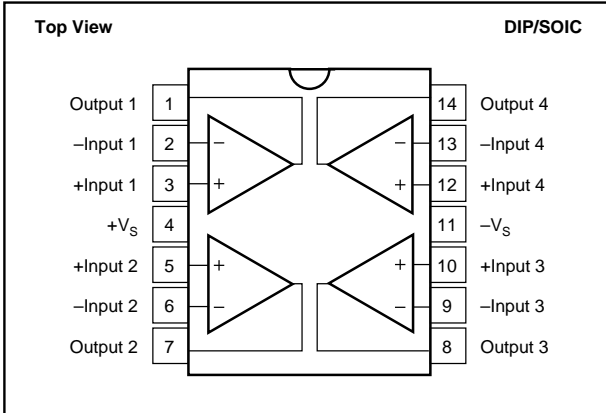 Top View DIP/SOIC
Output 1 1 14 Output 4
–Input 1 2 – – 13 –Input 4
+Input 1 3 + + 12 +Input 4
+VS 4 11 –VS
+Input 2 5 + + 10 +Input 3
–Input 2 6 – – 9 –Input 3
Output 2 7 8 Output 3